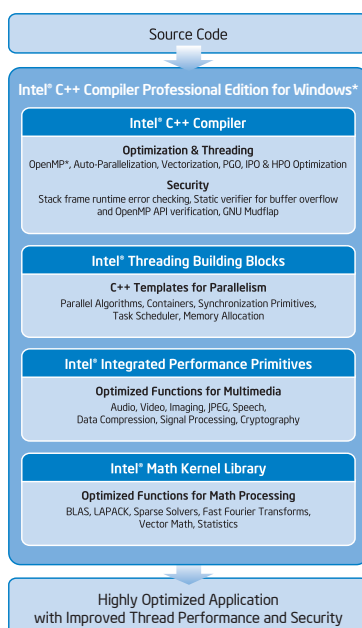 Source Code
Intel® C++ Compiler Professional Edition for Windows*
Intel® C++ Compiler
Optimization & Threading
OpenMP*, Auto-Parallelization, Vectorization, PGO, IPO & HPO Optimization
Security
Stack frame runtime error checking, Static verifier for buffer overflow
and OpenMP API verification, GNU Mudflap
Intel® Threading Building Blocks
C++ Templates for Parallelism
Parallel Algorithms, Containers, Synchronization Primitives,
Task Scheduler, Memory Allocation
Intel® Integrated Performance Primitives
Optimized Functions for Multimedia
Audio, Video, Imaging, JPEG, Speech,
Data Compression, Signal Processing, Cryptography
Intel® Math Kernel Library
Optimized Functions for Math Processing
BLAS, LAPACK, Sparse Solvers, Fast Fourier Transforms,
Vector Math, Statistics
Highly Optimized Application
with Improved Thread Performance and Security